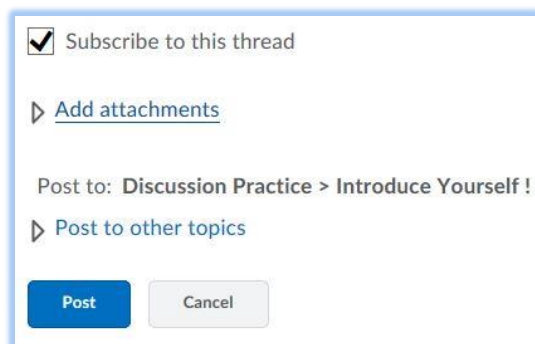 Subscribe to this thread
Add attachments
Post to: Discussion Practice > Introduce Yourself !
Post to other topics
Post Cancel